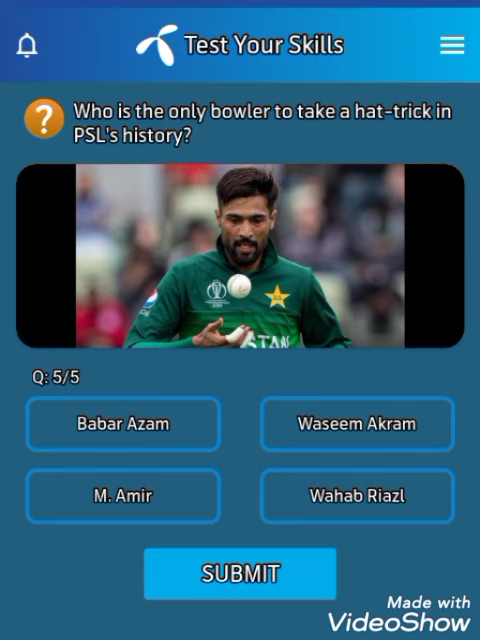 Test Your Skills
Who is the only bowler to take a hat-trick in
PSL's history?
STAN
Q: 5/5
Babar Azam
Waseem Akram
M. Amir
Wahab Riazl
SUBMIT
Made with
VideoShow